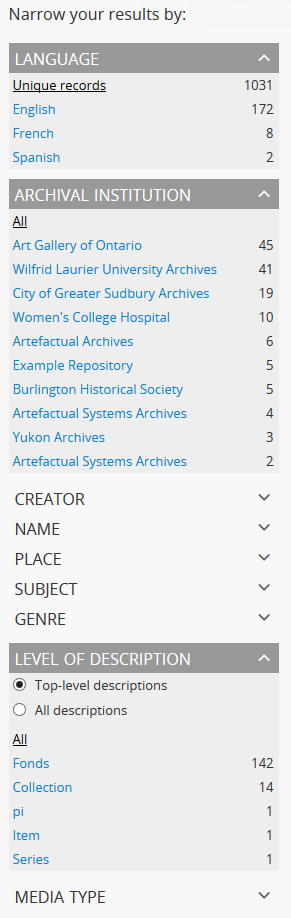 Narrow your results by:
LANGUAGE
Unique records 1031
English 172
French 8
Spanish 2
ARCHIVAL INSTITUTION
All
Art Gallery of Ontario 45
Wilfrid Laurier University Archives 41
City of Greater Sudbury Archives 19
Women's College Hospital 10
Artefactual Archives 6
Example Repository 5
Burlington Historical Society 5
Artefactual Systems Archives 4
Yukon Archives 3
Artefactual Systems Archives 2
CREATOR
NAME
PLACE
SUBJECT
GENRE
LEVEL OF DESCRIPTION
Top-level descriptions
All descriptions
All
Fonds 142
Collection 14
pi 1
Item 1
Series 1
MEDIA TYPE